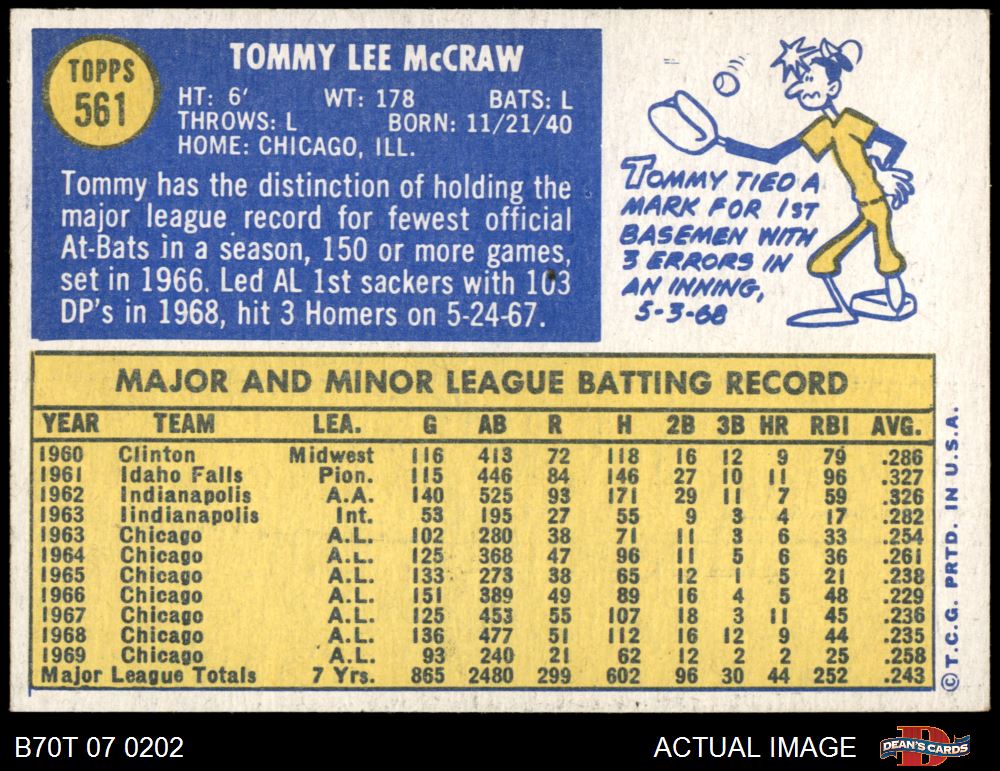 TOPPS
561
TOMMY LEE McCRAW
HT: 6' WT: 178 BATS: L
THROWS: L BORN: 11/21/40
HOME: CHICAGO, ILL.
Tommy has the distinction of holding the
major league record for fewest official
At-Bats in a season, 150 or more games,
set in 1966. Led AL 1st sackers with 103
DP's in 1968, hit 3 Homers on 5-24-67.
TOMMY TIED A
MARK FOR 1ST
BASEMEN WITH
3 ERRORS IN
AN INNING,
5-3-68
MAJOR AND MINOR LEAGUE BATTING RECORD
YEAR TEAM LEA. G AB R H 2B 3B HR RBI AVG.
1960 Clinton Midwest 116 413 72 118 16 12 9 79 .286
1961 Idaho Falls Pion. 115 446 84 146 27 10 11 96 .327
1962 Indianapolis A.A. 140 525 93 171 29 11 7 59 .326
1963 Iindianapolis Int. 53 195 27 55 9 3 4 17 .282
1963 Chicago A.L. 102 280 38 71 11 3 6 33 .254
1964 Chicago A.L. 125 368 47 96 11 5 6 36 .261
1965 Chicago A.L. 133 273 38 65 12 1 5 21 .238
1966 Chicago A.L. 151 389 49 89 16 4 5 48 .229
1967 Chicago A.L. 125 453 55 107 18 3 11 45 .236
1968 Chicago A.L. 136 477 51 112 16 12 9 44 .235
1969 Chicago A.L. 93 240 21 62 12 2 2 25 .258
Major League Totals 7 Yrs. 865 2480 299 602 96 30 44 252 .243
©T.C.G. PRTD. IN U.S.A.
B70T 07 0202 ACTUAL IMAGE
DEAN'S CARDS